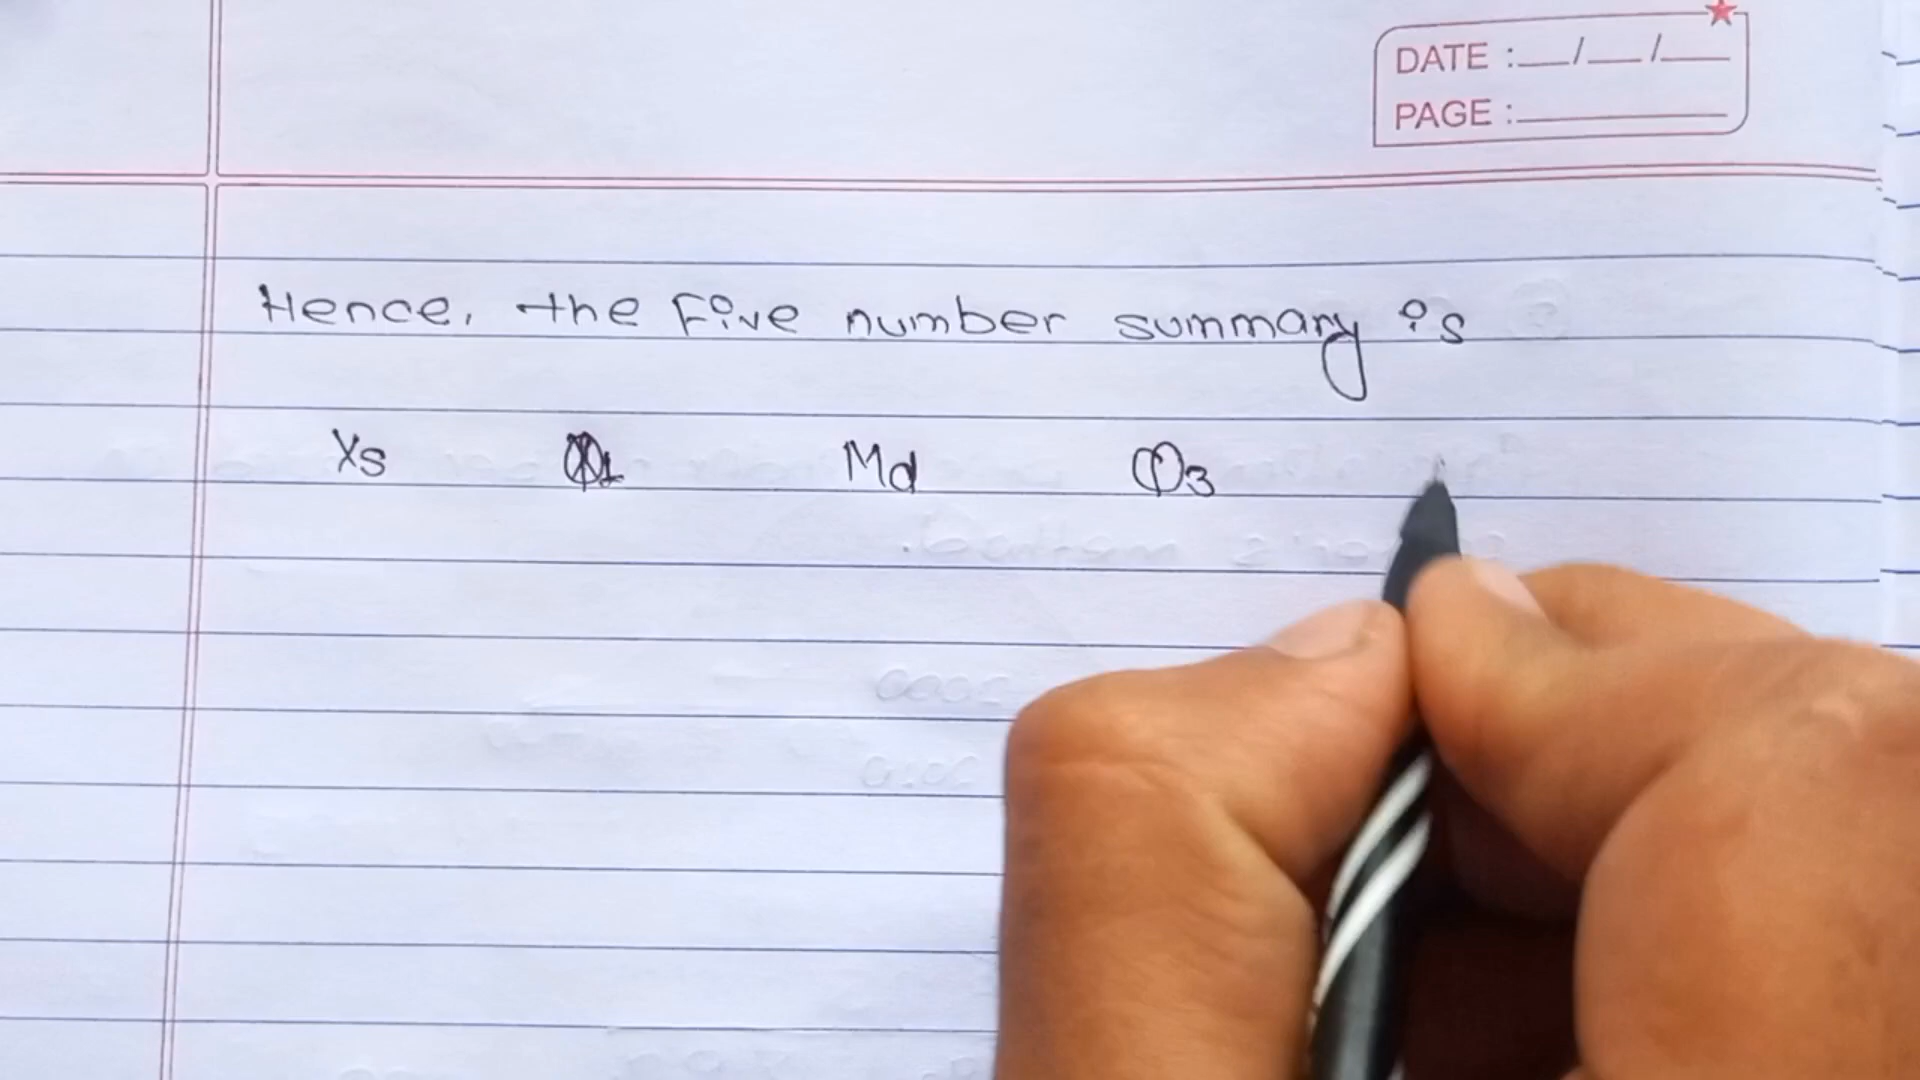 DATE :__/__/__
PAGE :______
Hence, the Five number summary is
Xs Q1 Md Q3